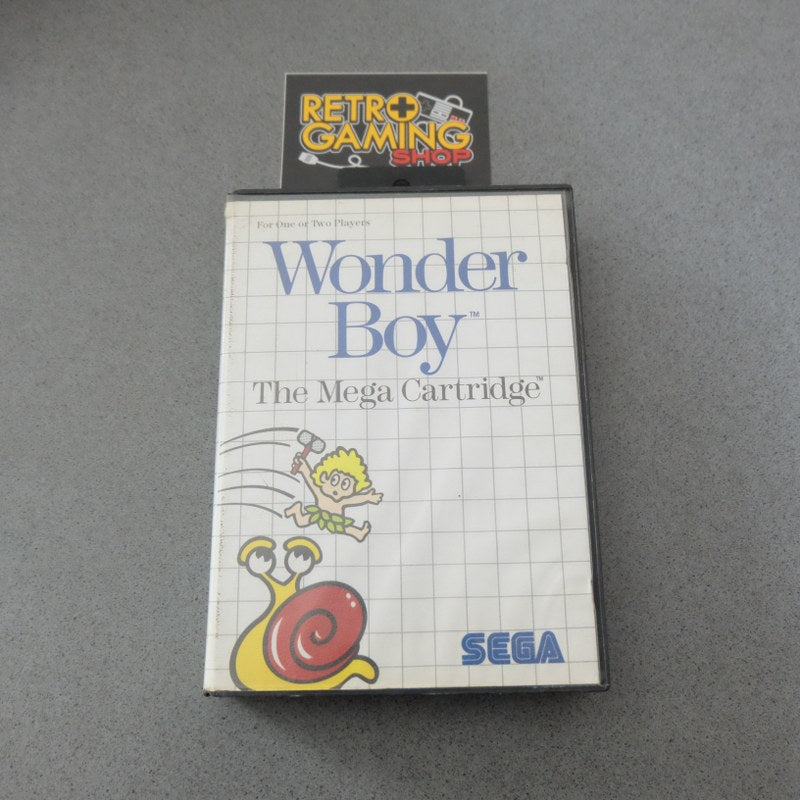 RETRO
GAMING
SHOP
For One or Two Players
Wonder
Boy™
The Mega Cartridge™
SEGA